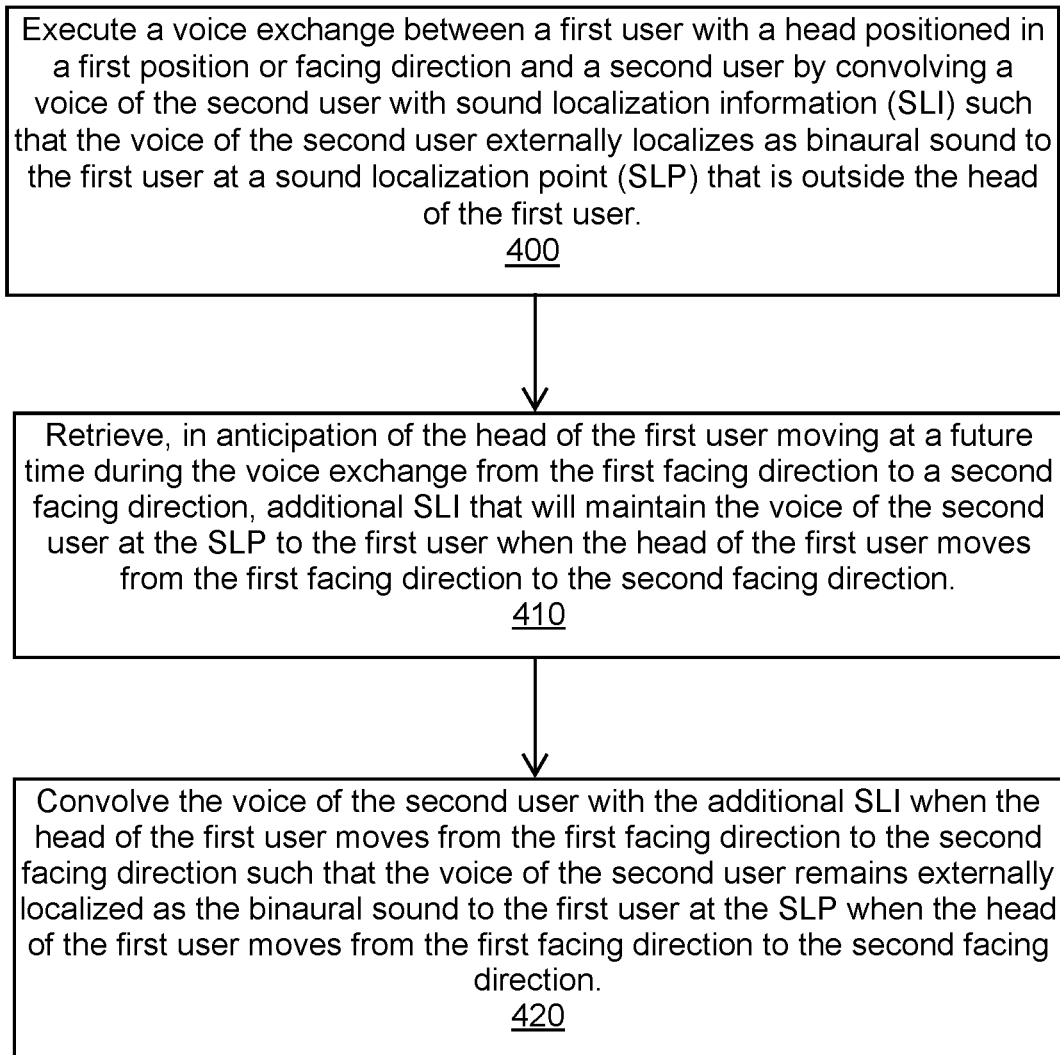 Execute a voice exchange between a first user with a head positioned in
a first position or facing direction and a second user by convolving a
voice of the second user with sound localization information (SLI) such
that the voice of the second user externally localizes as binaural sound to
the first user at a sound localization point (SLP) that is outside the head
of the first user.
400
Retrieve, in anticipation of the head of the first user moving at a future
time during the voice exchange from the first facing direction to a second
facing direction, additional SLI that will maintain the voice of the second
user at the SLP to the first user when the head of the first user moves
from the first facing direction to the second facing direction.
410
Convolve the voice of the second user with the additional SLI when the
head of the first user moves from the first facing direction to the second
facing direction such that the voice of the second user remains externally
localized as the binaural sound to the first user at the SLP when the head
of the first user moves from the first facing direction to the second facing
direction.
420